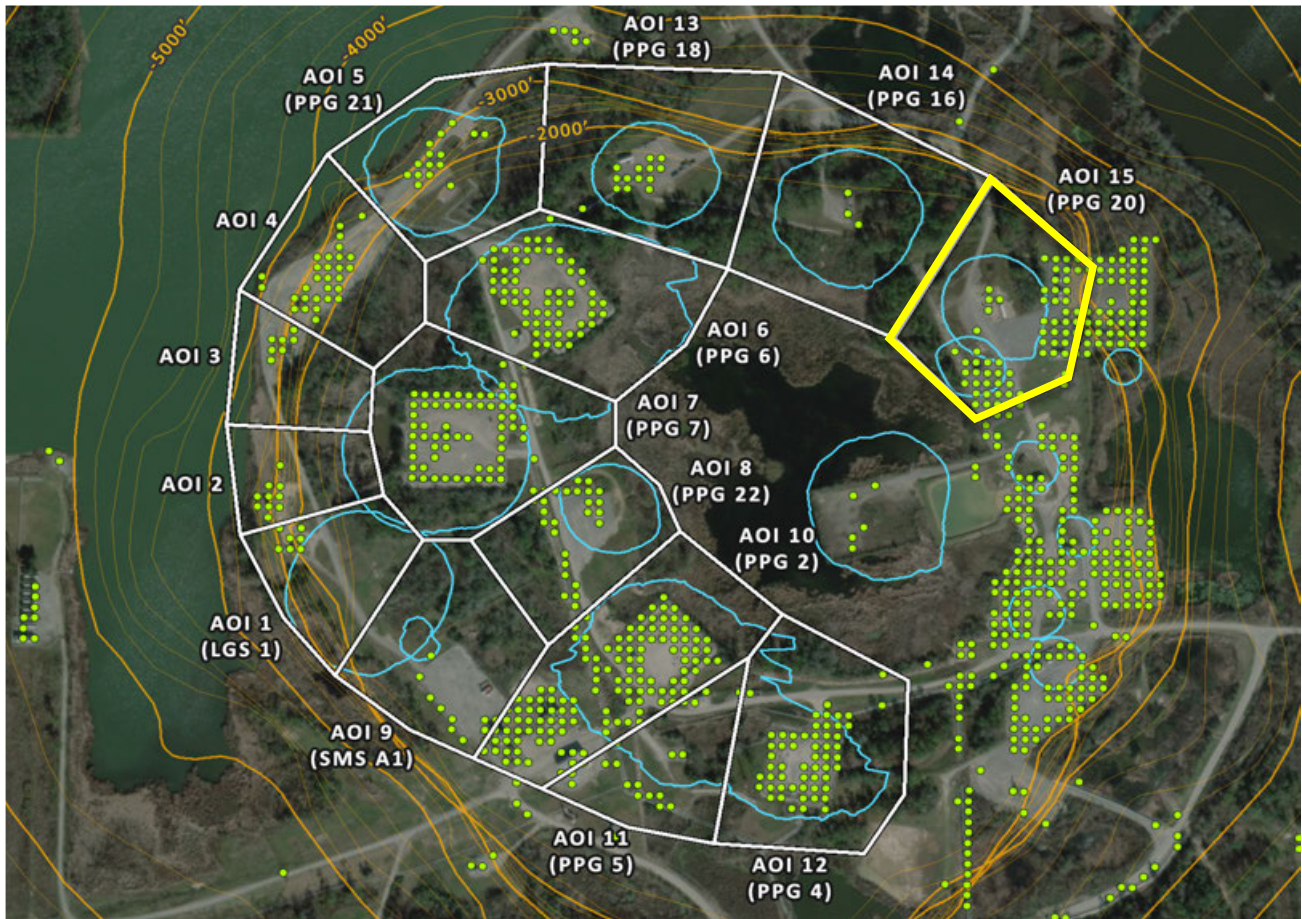 -5000'
-4000'
AOI 13
(PPG 18)
AOI 5
(PPG 21)
AOI 14
(PPG 16)
-3000'
-2000'
AOI 15
(PPG 20)
AOI 4
AOI 3
AOI 6
(PPG 6)
AOI 7
(PPG 7)
AOI 2
AOI 8
(PPG 22)
AOI 10
(PPG 2)
AOI 1
(LGS 1)
AOI 9
(SMS A1)
AOI 11
(PPG 5)
AOI 12
(PPG 4)